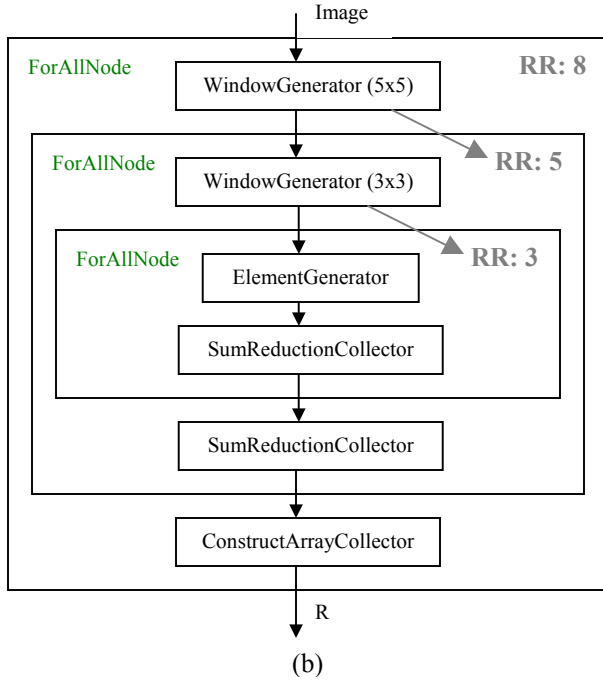 Image
ForAllNode
RR: 8
WindowGenerator (5x5)
ForAllNode
RR: 5
WindowGenerator (3x3)
ForAllNode
RR: 3
ElementGenerator
SumReductionCollector
SumReductionCollector
ConstructArrayCollector
R
(b)